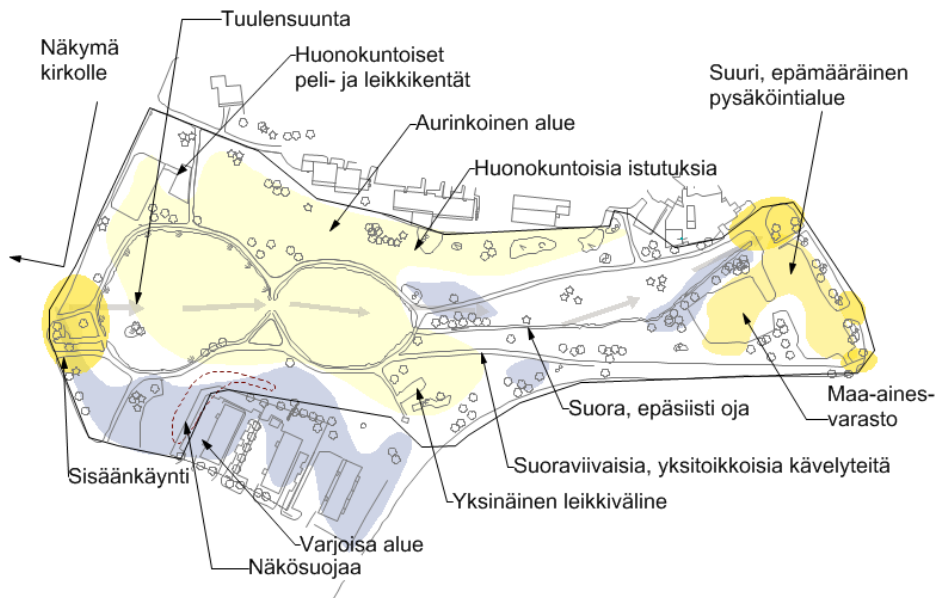 Tuulensuunta
Näkymä
kirkolle
Huonokuntoiset
peli- ja leikkikentät
Suuri, epämääräinen
pysäköintialue
Aurinkoinen alue
Huonokuntoisia istutuksia
Maa-aines-
varasto
Suora, epäsiisti oja
Suoraviivaisia, yksitoikkoisia kävelyteitä
Sisäänkäynti
Yksinäinen leikkiväline
Varjoisa alue
Näkösuojaa